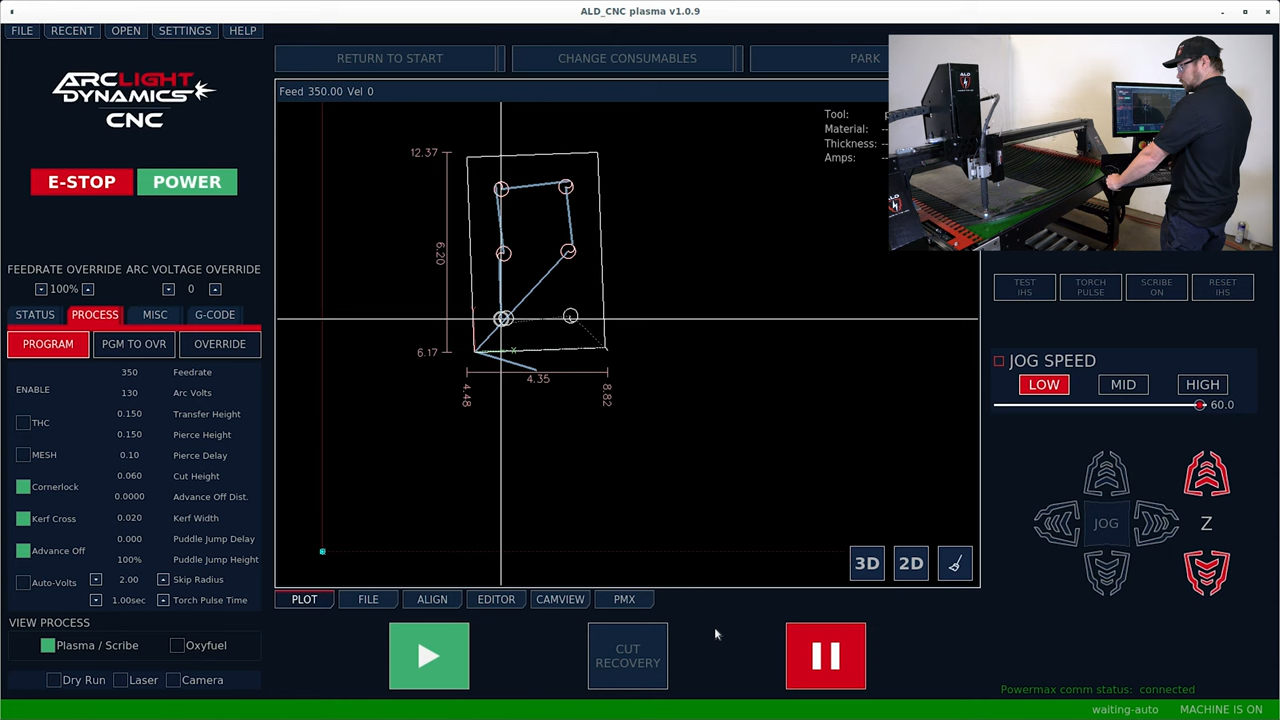 ALD_CNC plasma v1.0.9
FILE RECENT OPEN SETTINGS HELP
ARCLIGHT
DYNAMICS
CNC
E-STOP POWER
FEEDRATE OVERRIDE ARC VOLTAGE OVERRIDE
100% 0
STATUS PROCESS MISC G-CODE
PROGRAM PGM TO OVR OVERRIDE
350 Feedrate
ENABLE
130 Arc Volts
0.150 Transfer Height
THC
0.150 Pierce Height
MESH
0.10 Pierce Delay
0.060 Cut Height
Cornerlock
0.0000 Advance Off Dist.
Kerf Cross
0.020 Kerf Width
0.000 Puddle Jump Delay
Advance Off
100% Puddle Jump Height
Auto-Volts
2.00 Skip Radius
1.00sec Torch Pulse Time
VIEW PROCESS
Plasma / Scribe Oxyfuel
Dry Run Laser Camera
RETURN TO START CHANGE CONSUMABLES PARK
Feed 350.00 Vel 0
Tool:
Material: --
Thickness: --
Amps: --
12.37
6.20
6.17
X
4.48
4.35
8.82
3D 2D
PLOT FILE ALIGN EDITOR CAMVIEW PMX
CUT
RECOVERY
ALD
ALD
TEST
IHS
TORCH
PULSE
SCRIBE
ON
RESET
IHS
JOG SPEED
LOW MID HIGH
60.0
JOG
Z
Powermax comm status: connected
waiting-auto MACHINE IS ON